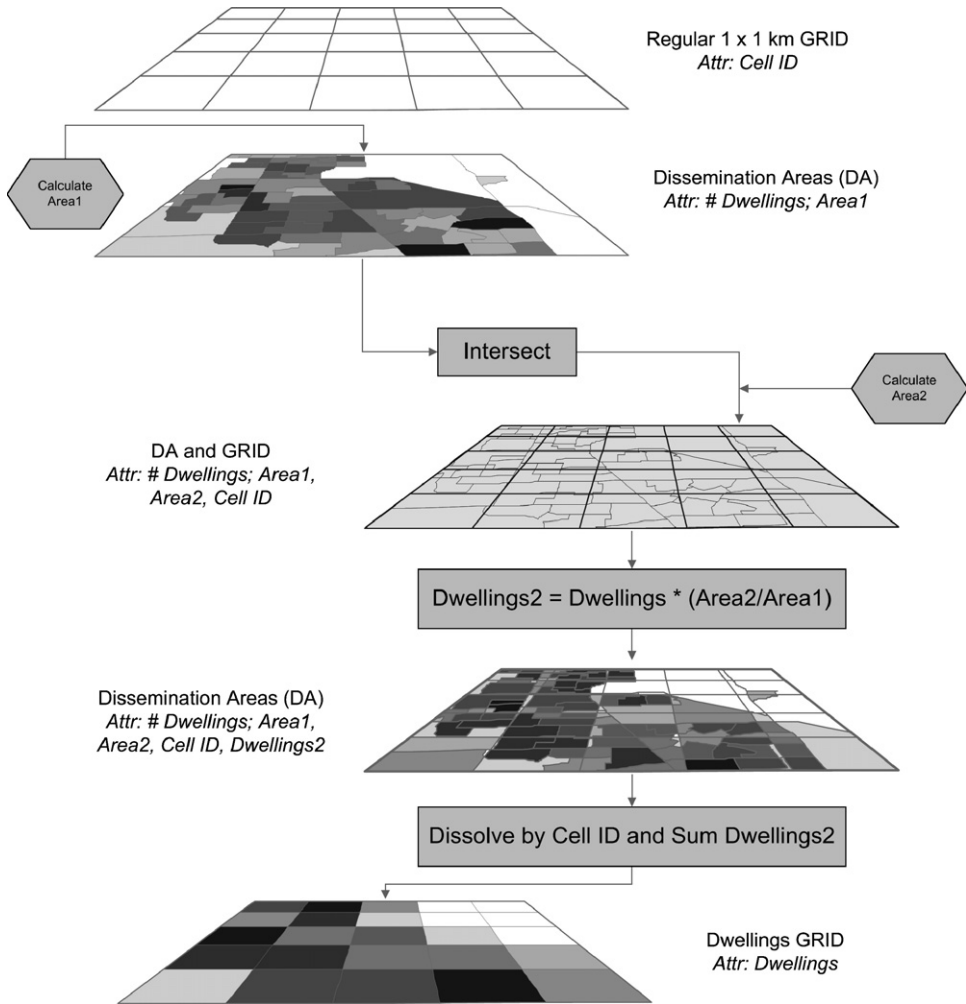 Regular 1 x 1 km GRID
Attr: Cell ID
Calculate
Area1
Dissemination Areas (DA)
Attr: # Dwellings; Area1
Intersect
Calculate
Area2
DA and GRID
Attr: # Dwellings; Area1,
Area2, Cell ID
Dwellings2 = Dwellings * (Area2/Area1)
Dissemination Areas (DA)
Attr: # Dwellings; Area1,
Area2, Cell ID, Dwellings2
Dissolve by Cell ID and Sum Dwellings2
Dwellings GRID
Attr: Dwellings